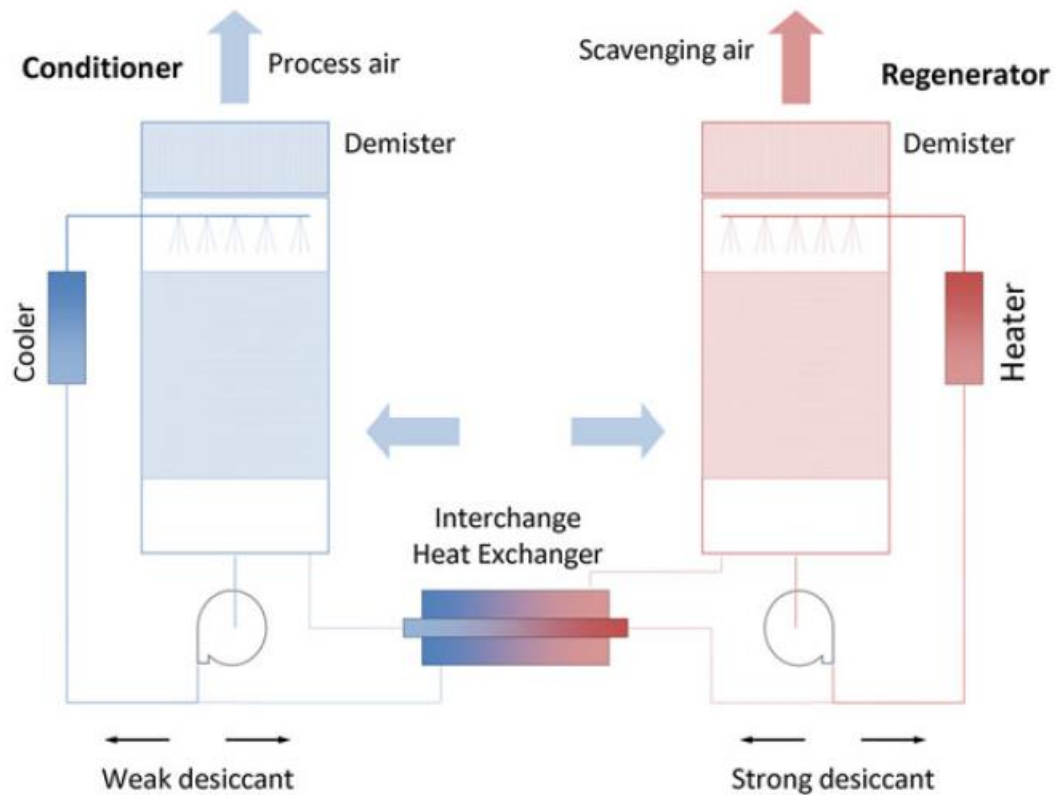 Conditioner
Process air
Scavenging air
Regenerator
Demister
Demister
Cooler
Heater
Interchange
Heat Exchanger
Weak desiccant
Strong desiccant